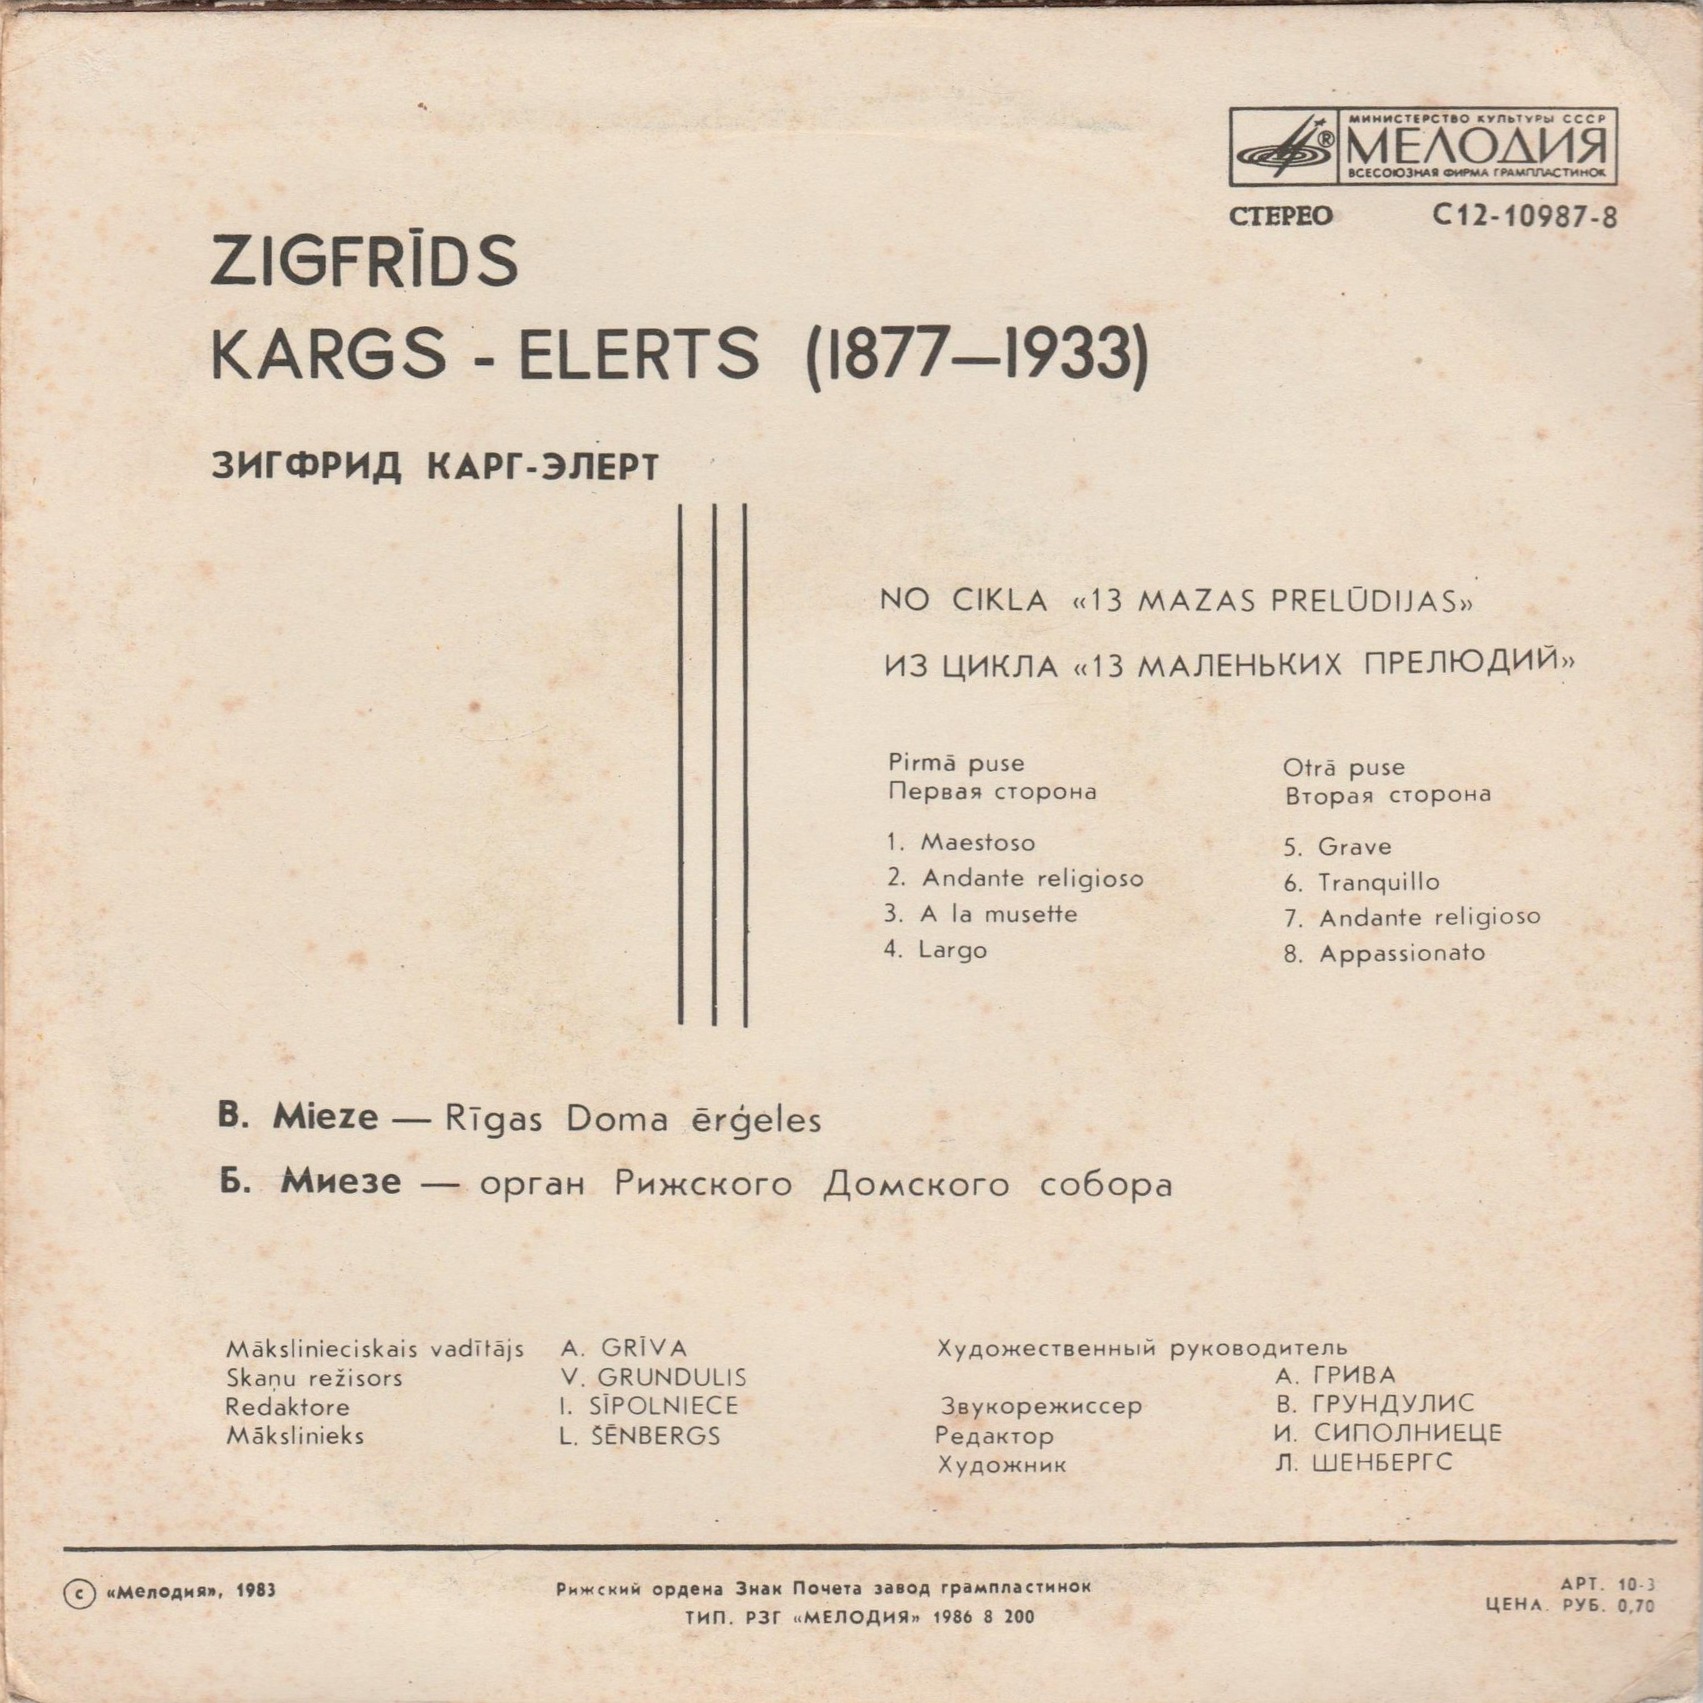 МИНИСТЕРСТВО КУЛЬТУРЫ СССР
МЕЛОДИЯ
ВСЕСОЮЗНАЯ ФИРМА ГРАМПЛАСТИНОК
СТЕРЕО С12-10987-8
ZIGFRĪDS
KARGS - ELERTS (1877—1933)
ЗИГФРИД КАРГ-ЭЛЕРТ
NO CIKLA «13 MAZAS PRELŪDIJAS»
ИЗ ЦИКЛА «13 МАЛЕНЬКИХ ПРЕЛЮДИЙ»
Pirmā puse
Первая сторона
1. Maestoso
2. Andante religioso
3. A la musette
4. Largo
Otrā puse
Вторая сторона
5. Grave
6. Tranquillo
7. Andante religioso
8. Appassionato
B. Mieze — Rīgas Doma ērģeles
Б. Миезе — орган Рижского Домского собора
Mākslinieciskais vadītājs A. GRĪVA
Skaņu režisors V. GRUNDULIS
Redaktore I. SĪPOLNIECE
Mākslinieks L. ŠĒNBERGS
Художественный руководитель
А. ГРИВА
Звукорежиссер В. ГРУНДУЛИС
Редактор И. СИПОЛНИЕЦЕ
Художник Л. ШЕНБЕРГС
© «Мелодия», 1983
Рижский ордена Знак Почета завод грампластинок
ТИП. РЗГ «МЕЛОДИЯ» 1986 8 200
АРТ. 10-3
ЦЕНА. РУБ. 0,70